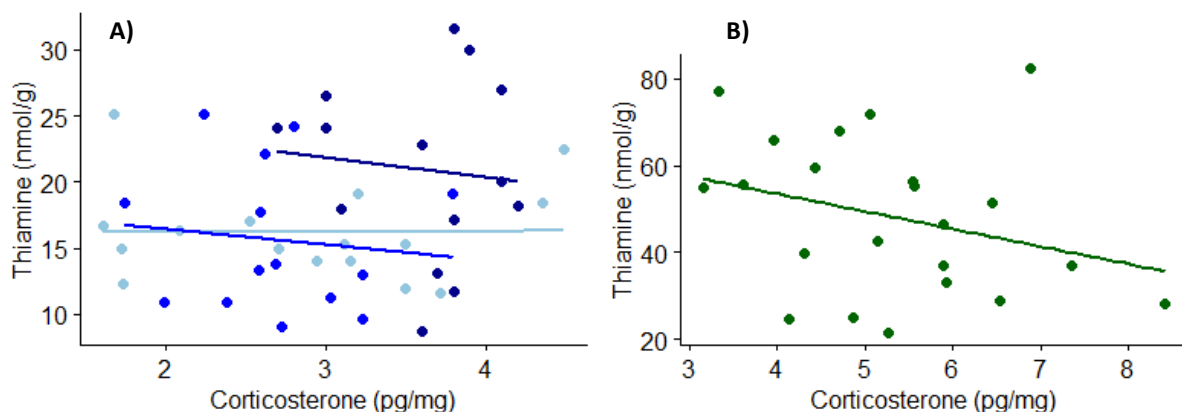 A)
Thiamine (nmol/g)
30
25
20
15
10
2 3 4
Corticosterone (pg/mg)
B)
Thiamine (nmol/g)
80
60
40
20
3 4 5 6 7 8
Corticosterone (pg/mg)